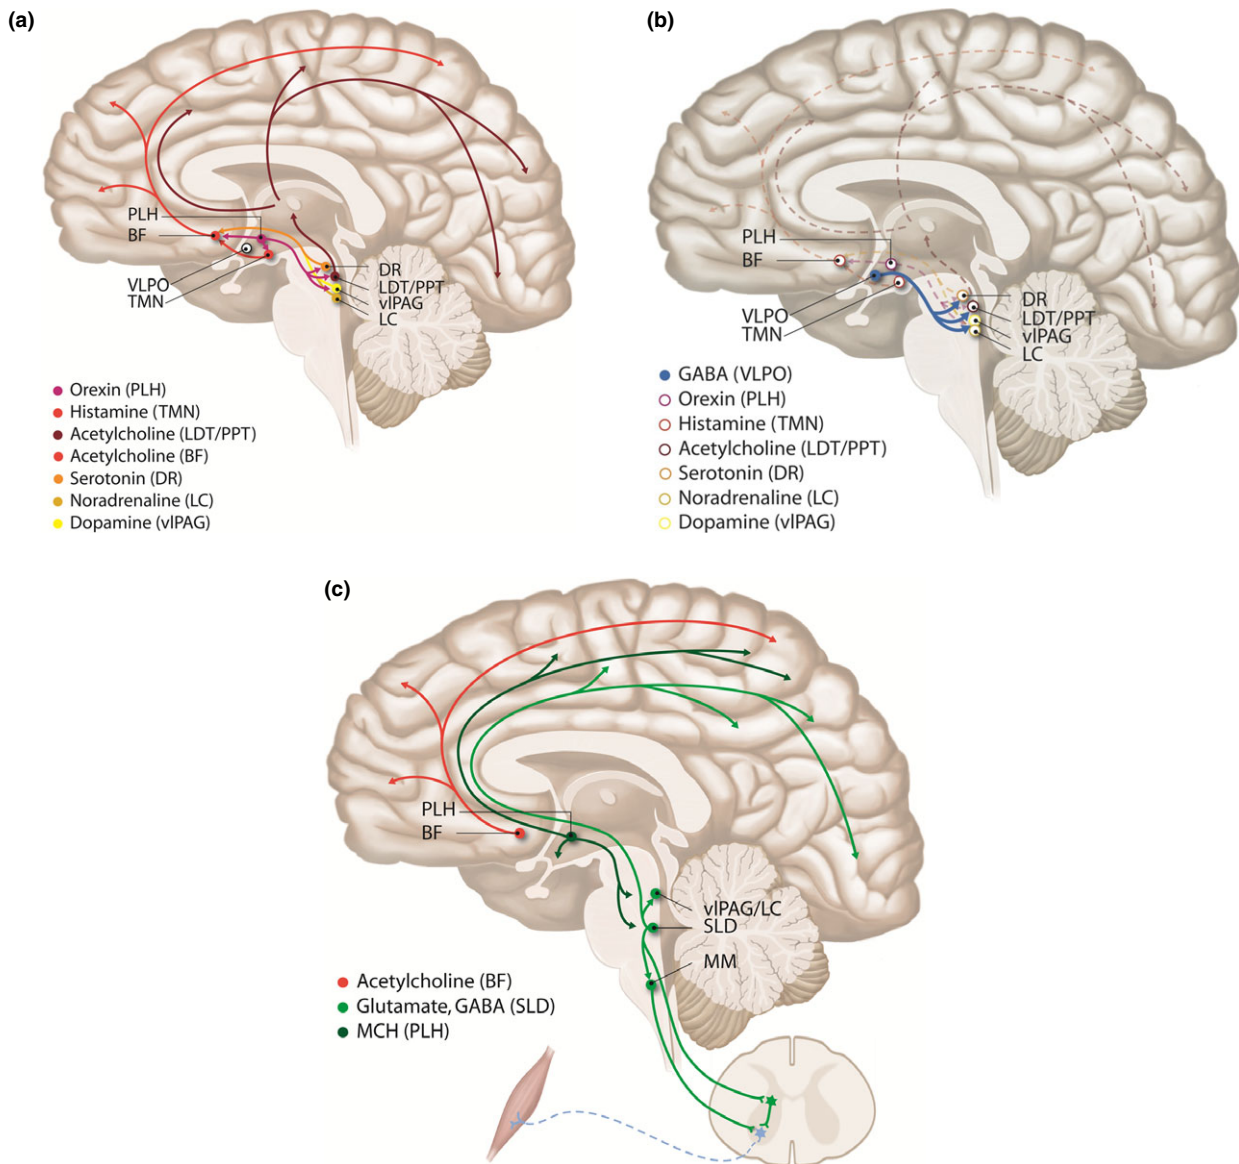 (a)
PLH
BF
VLPO
TMN
DR
LDT/PPT
vlPAG
LC
Orexin (PLH)
Histamine (TMN)
Acetylcholine (LDT/PPT)
Acetylcholine (BF)
Serotonin (DR)
Noradrenaline (LC)
Dopamine (vlPAG)
(b)
PLH
BF
VLPO
TMN
DR
LDT/PPT
vlPAG
LC
GABA (VLPO)
Orexin (PLH)
Histamine (TMN)
Acetylcholine (LDT/PPT)
Serotonin (DR)
Noradrenaline (LC)
Dopamine (vlPAG)
(c)
PLH
BF
vlPAG/LC
SLD
MM
Acetylcholine (BF)
Glutamate, GABA (SLD)
MCH (PLH)